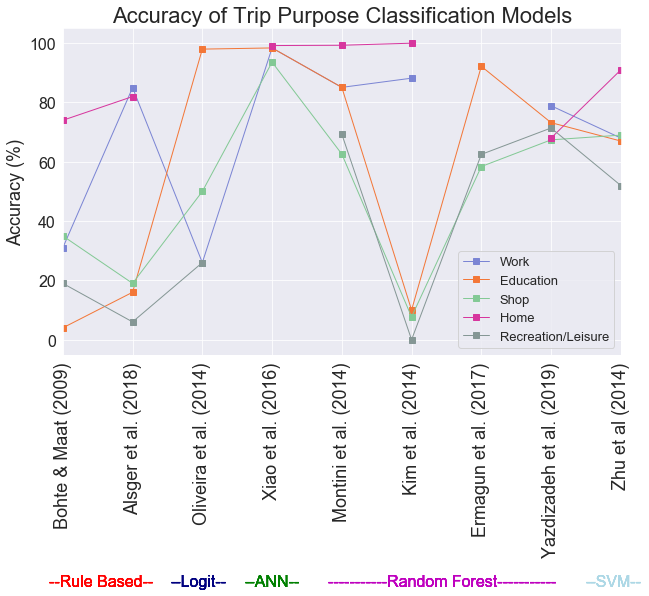 Accuracy of Trip Purpose Classification Models
Accuracy (%)
100
80
60
40
20
0
Work
Education
Shop
Home
Recreation/Leisure
Bohte & Maat (2009)
Alsger et al. (2018)
Oliveira et al. (2014)
Xiao et al. (2016)
Montini et al. (2014)
Kim et al. (2014)
Ermagun et al. (2017)
Yazdizadeh et al. (2019)
Zhu et al (2014)
--Rule Based-- --Logit-- --ANN-- -----------Random Forest----------- --SVM--